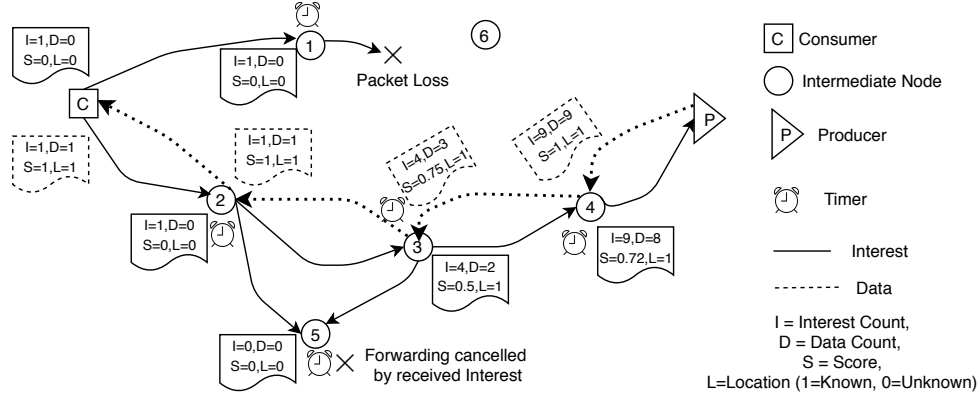 I=1,D=0
S=0,L=0
C
I=1,D=1
S=1,L=1
1
I=1,D=0
S=0,L=0
Packet Loss
6
I=1,D=1
S=1,L=1
2
I=1,D=0
S=0,L=0
I=4,D=3
S=0.75,L=1
3
I=4,D=2
S=0.5,L=1
I=9,D=9
S=1,L=1
4
I=9,D=8
S=0.72,L=1
P
5
I=0,D=0
S=0,L=0
Forwarding cancelled
by received Interest
C Consumer
Intermediate Node
P Producer
Timer
Interest
Data
I = Interest Count,
D = Data Count,
S = Score,
L=Location (1=Known, 0=Unknown)